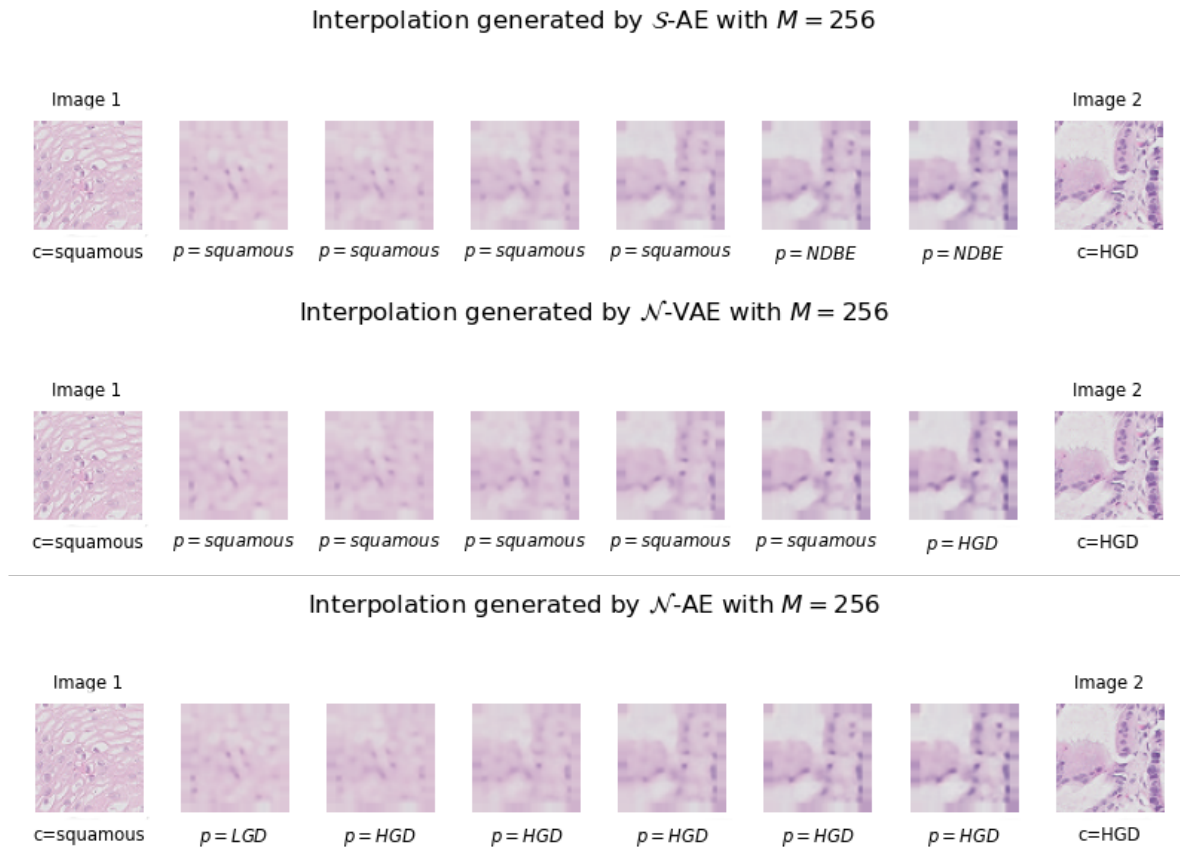 Interpolation generated by 𝒮-AE with M = 256
Image 1 Image 2
c=squamous p = squamous p = squamous p = squamous p = squamous p = NDBE p = NDBE c=HGD
Interpolation generated by 𝒩-VAE with M = 256
Image 1 Image 2
c=squamous p = squamous p = squamous p = squamous p = squamous p = squamous p = HGD c=HGD
Interpolation generated by 𝒩-AE with M = 256
Image 1 Image 2
c=squamous p = LGD p = HGD p = HGD p = HGD p = HGD p = HGD c=HGD